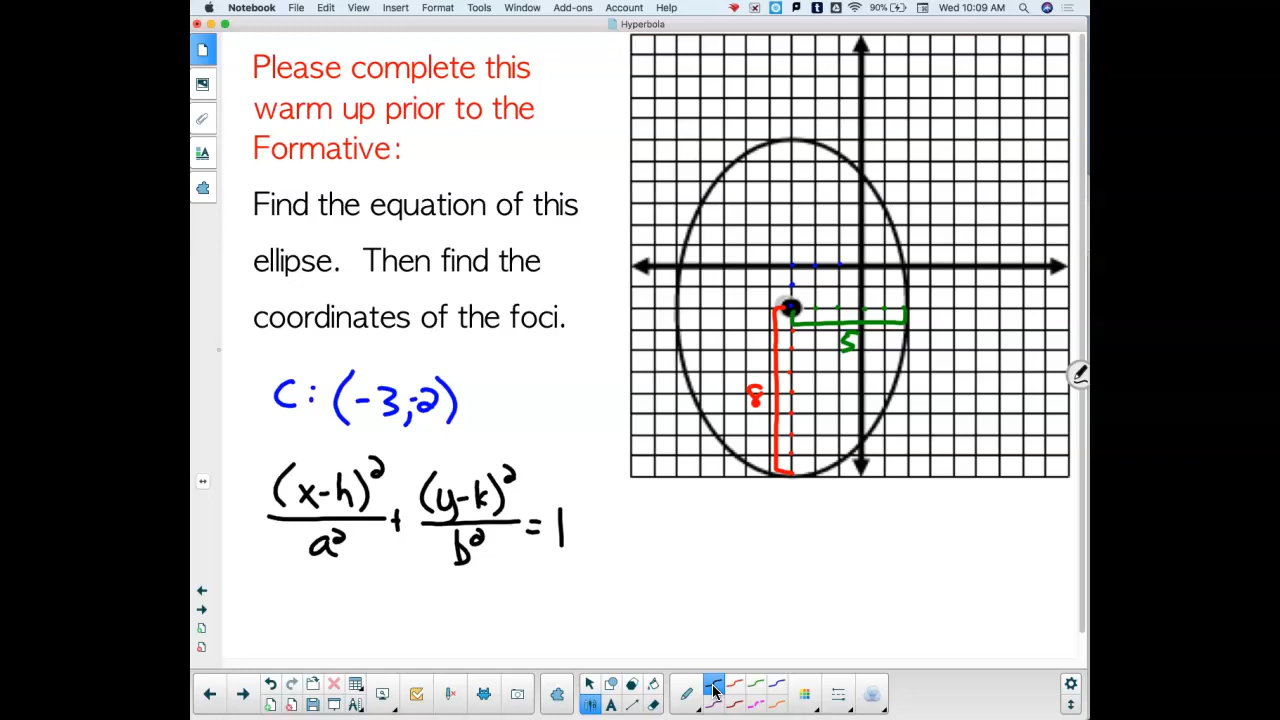 Notebook File Edit View Insert Format Tools Window Add-ons Account Help 90% Wed 10:09 AM
Hyperbola
Please complete this
warm up prior to the
Formative:
Find the equation of this
ellipse. Then find the
coordinates of the foci.
5
8
C: (-3,-2)
(x-h)² / a² + (y-k)² / b² = 1